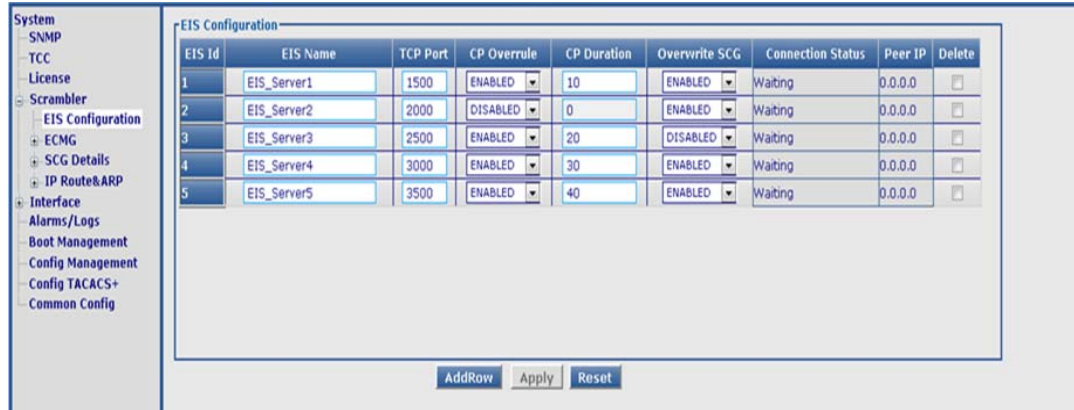 System
SNMP
TCC
License
Scrambler
EIS Configuration
ECMG
SCG Details
IP Route&ARP
Interface
Alarms/Logs
Boot Management
Config Management
Config TACACS+
Common Config
EIS Configuration
EIS Id EIS Name TCP Port CP Overrule CP Duration Overwrite SCG Connection Status Peer IP Delete
1 EIS_Server1 1500 ENABLED 10 ENABLED Waiting 0.0.0.0
2 EIS_Server2 2000 DISABLED 0 ENABLED Waiting 0.0.0.0
3 EIS_Server3 2500 ENABLED 20 DISABLED Waiting 0.0.0.0
4 EIS_Server4 3000 ENABLED 30 ENABLED Waiting 0.0.0.0
5 EIS_Server5 3500 ENABLED 40 ENABLED Waiting 0.0.0.0
AddRow Apply Reset